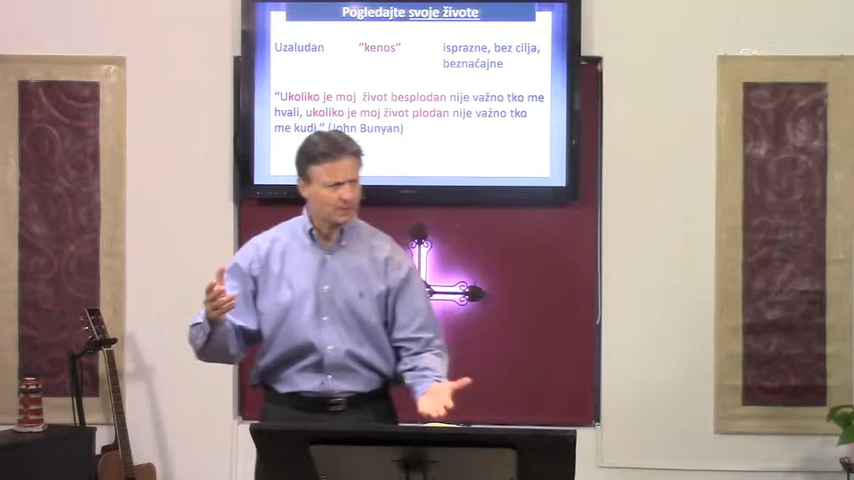 Pogledajte svoje živote
Uzaludan "kenos" isprazne, bez cilja,
beznačajne
"Ukoliko je moj život besplodan nije važno tko me
hvali, ukoliko je moj život plodan nije važno tko
me kudi." (John Bunyan)